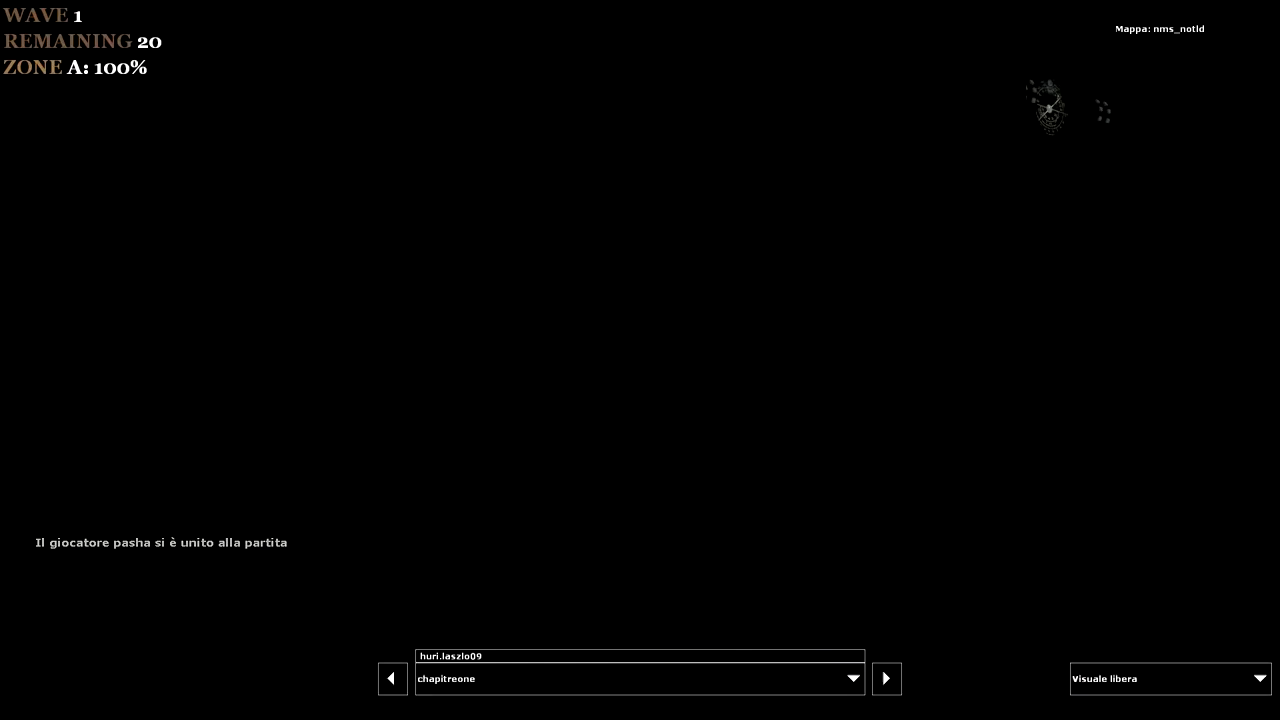 WAVE 1
REMAINING 20
ZONE A: 100%
Mappa: nms_notld
Il giocatore pasha si è unito alla partita
huri.laszlo09
chapitreone
Visuale libera